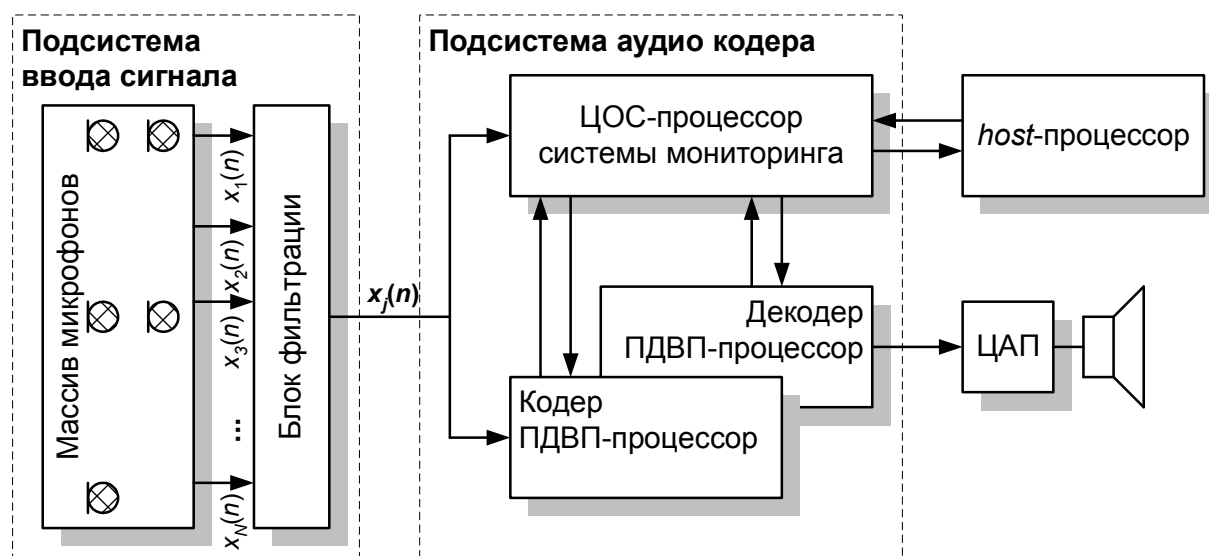 Подсистема
ввода сигнала
Массив микрофонов
x1(n)
x2(n)
x3(n)
...
xN(n)
Блок фильтрации
xj(n)
Подсистема аудио кодера
ЦОС-процессор
системы мониторинга
host-процессор
Декодер
ПДВП-процессор
Кодер
ПДВП-процессор
ЦАП